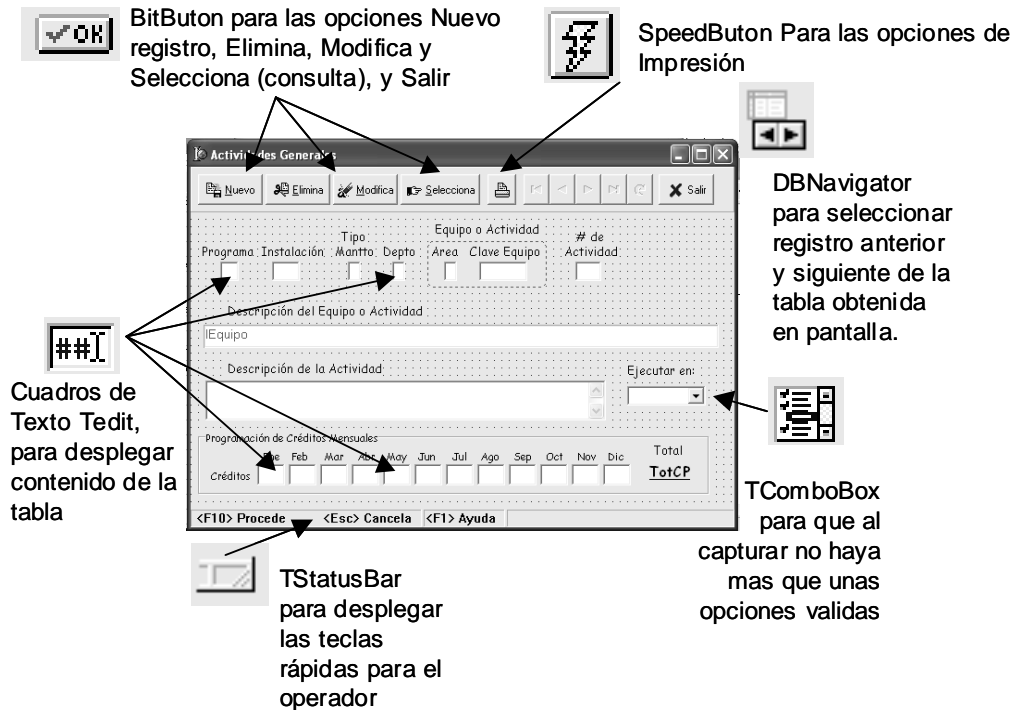 OK
BitButon para las opciones Nuevo
registro, Elimina, Modifica y
Selecciona (consulta), y Salir
SpeedButon Para las opciones de
Impresión
DBNavigator
para seleccionar
registro anterior
y siguiente de la
tabla obtenida
en pantalla.
Actividades Generales
Nuevo Elimina Modifica Selecciona Salir
Equipo o Actividad
Tipo # de
Programa Instalación Mantto Depto Area Clave Equipo Actividad
Descripción del Equipo o Actividad
lEquipo
Descripción de la Actividad Ejecutar en:
Programación de Créditos Mensuales
Ene Feb Mar Abr May Jun Jul Ago Sep Oct Nov Dic Total
Créditos TotCP
<F10> Procede <Esc> Cancela <F1> Ayuda
##
Cuadros de
Texto Tedit,
para desplegar
contenido de la
tabla
TComboBox
para que al
capturar no haya
mas que unas
opciones validas
TStatusBar
para desplegar
las teclas
rápidas para el
operador